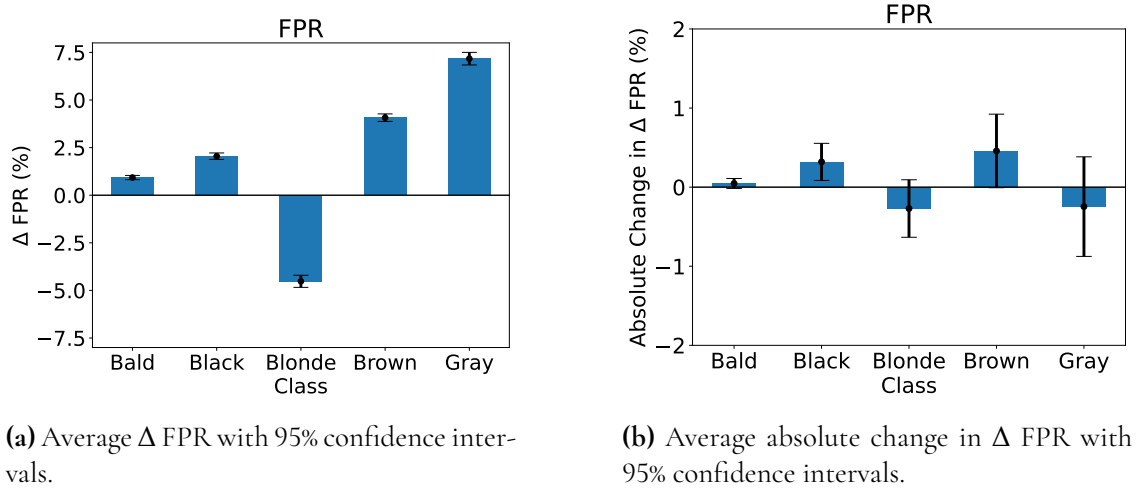 FPR
7.5
5.0
2.5
0.0
−2.5
−5.0
−7.5
Δ FPR (%)
Bald Black Blonde Brown Gray
Class
(a) Average Δ FPR with 95% confidence inter-
vals.
FPR
2
1
0
−1
−2
Absolute Change in Δ FPR (%)
Bald Black Blonde Brown Gray
Class
(b) Average absolute change in Δ FPR with
95% confidence intervals.